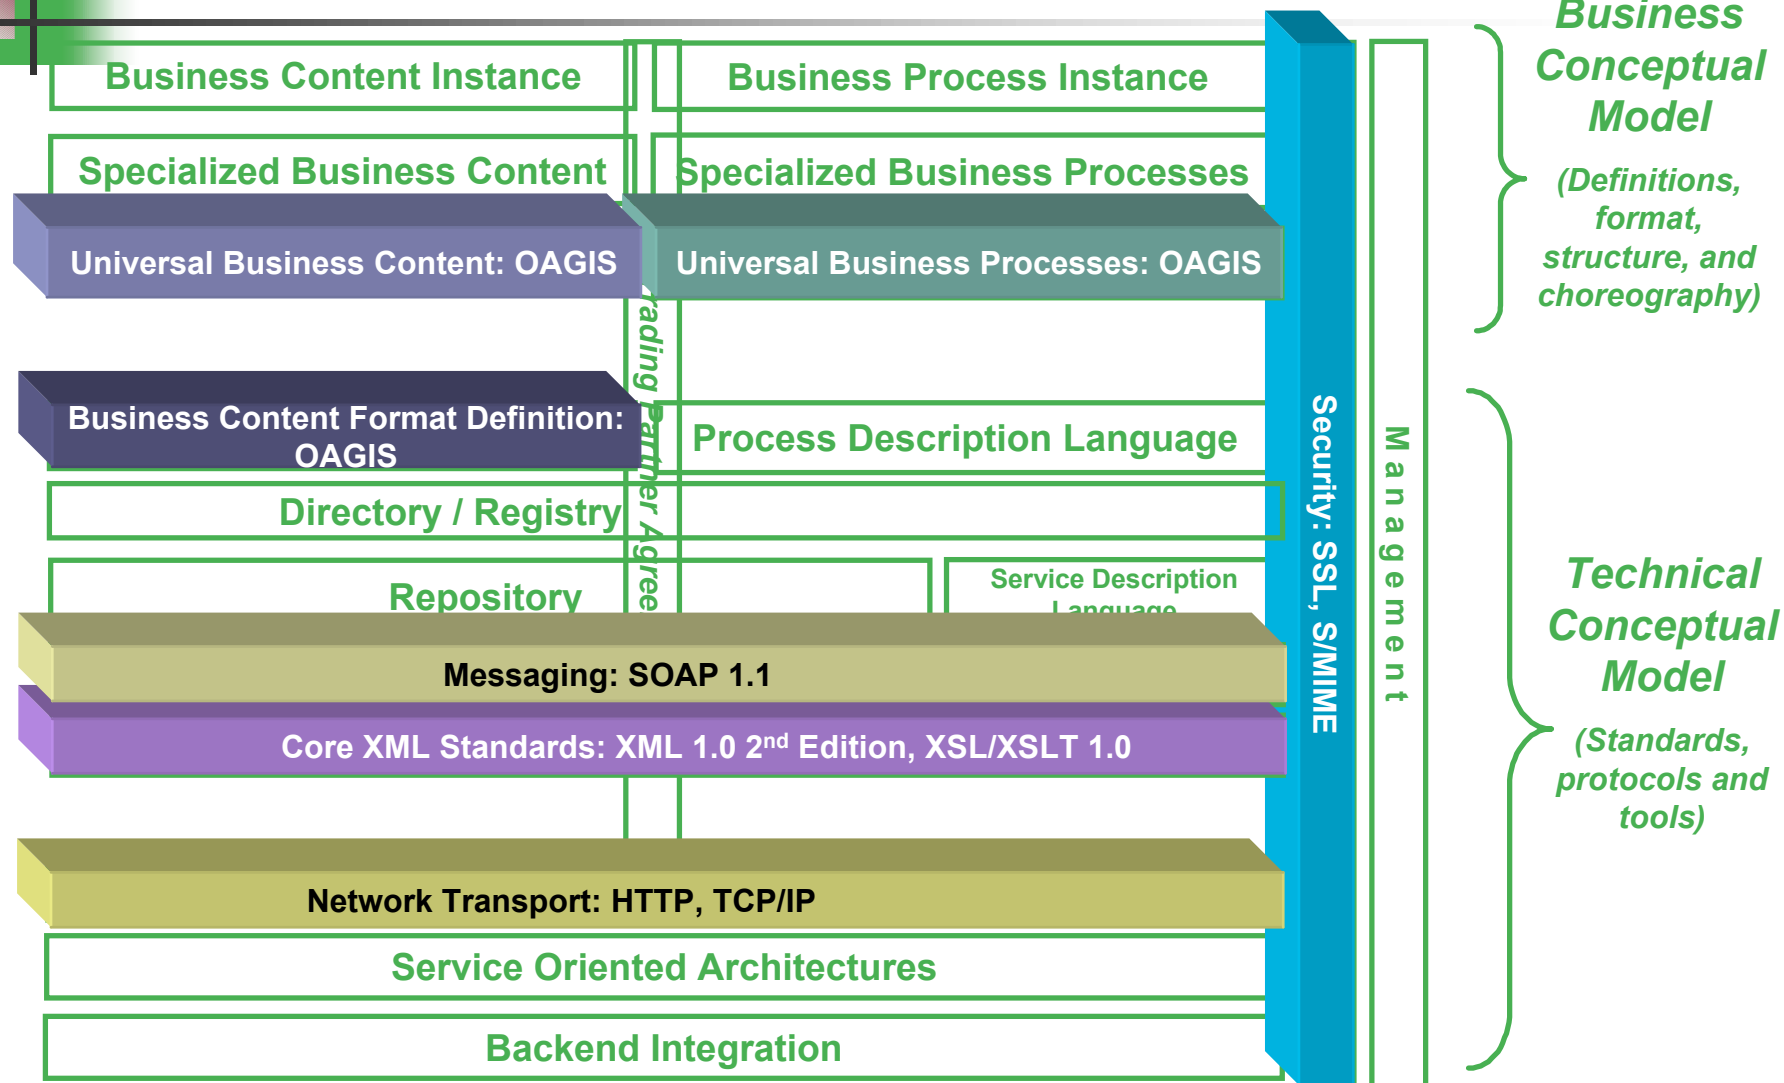 Business Content Instance
Business Process Instance
Specialized Business Content
Specialized Business Processes
Universal Business Content: OAGIS
Universal Business Processes: OAGIS
Business Content Format Definition:
OAGIS
Process Description Language
Directory / Registry
Repository
Service Description
Language
rading Partner Agree
Messaging: SOAP 1.1
Core XML Standards: XML 1.0 2nd Edition, XSL/XSLT 1.0
Network Transport: HTTP, TCP/IP
Service Oriented Architectures
Backend Integration
Security: SSL, S/MIME
Management
Business
Conceptual
Model
(Definitions,
format,
structure, and
choreography)
Technical
Conceptual
Model
(Standards,
protocols and
tools)